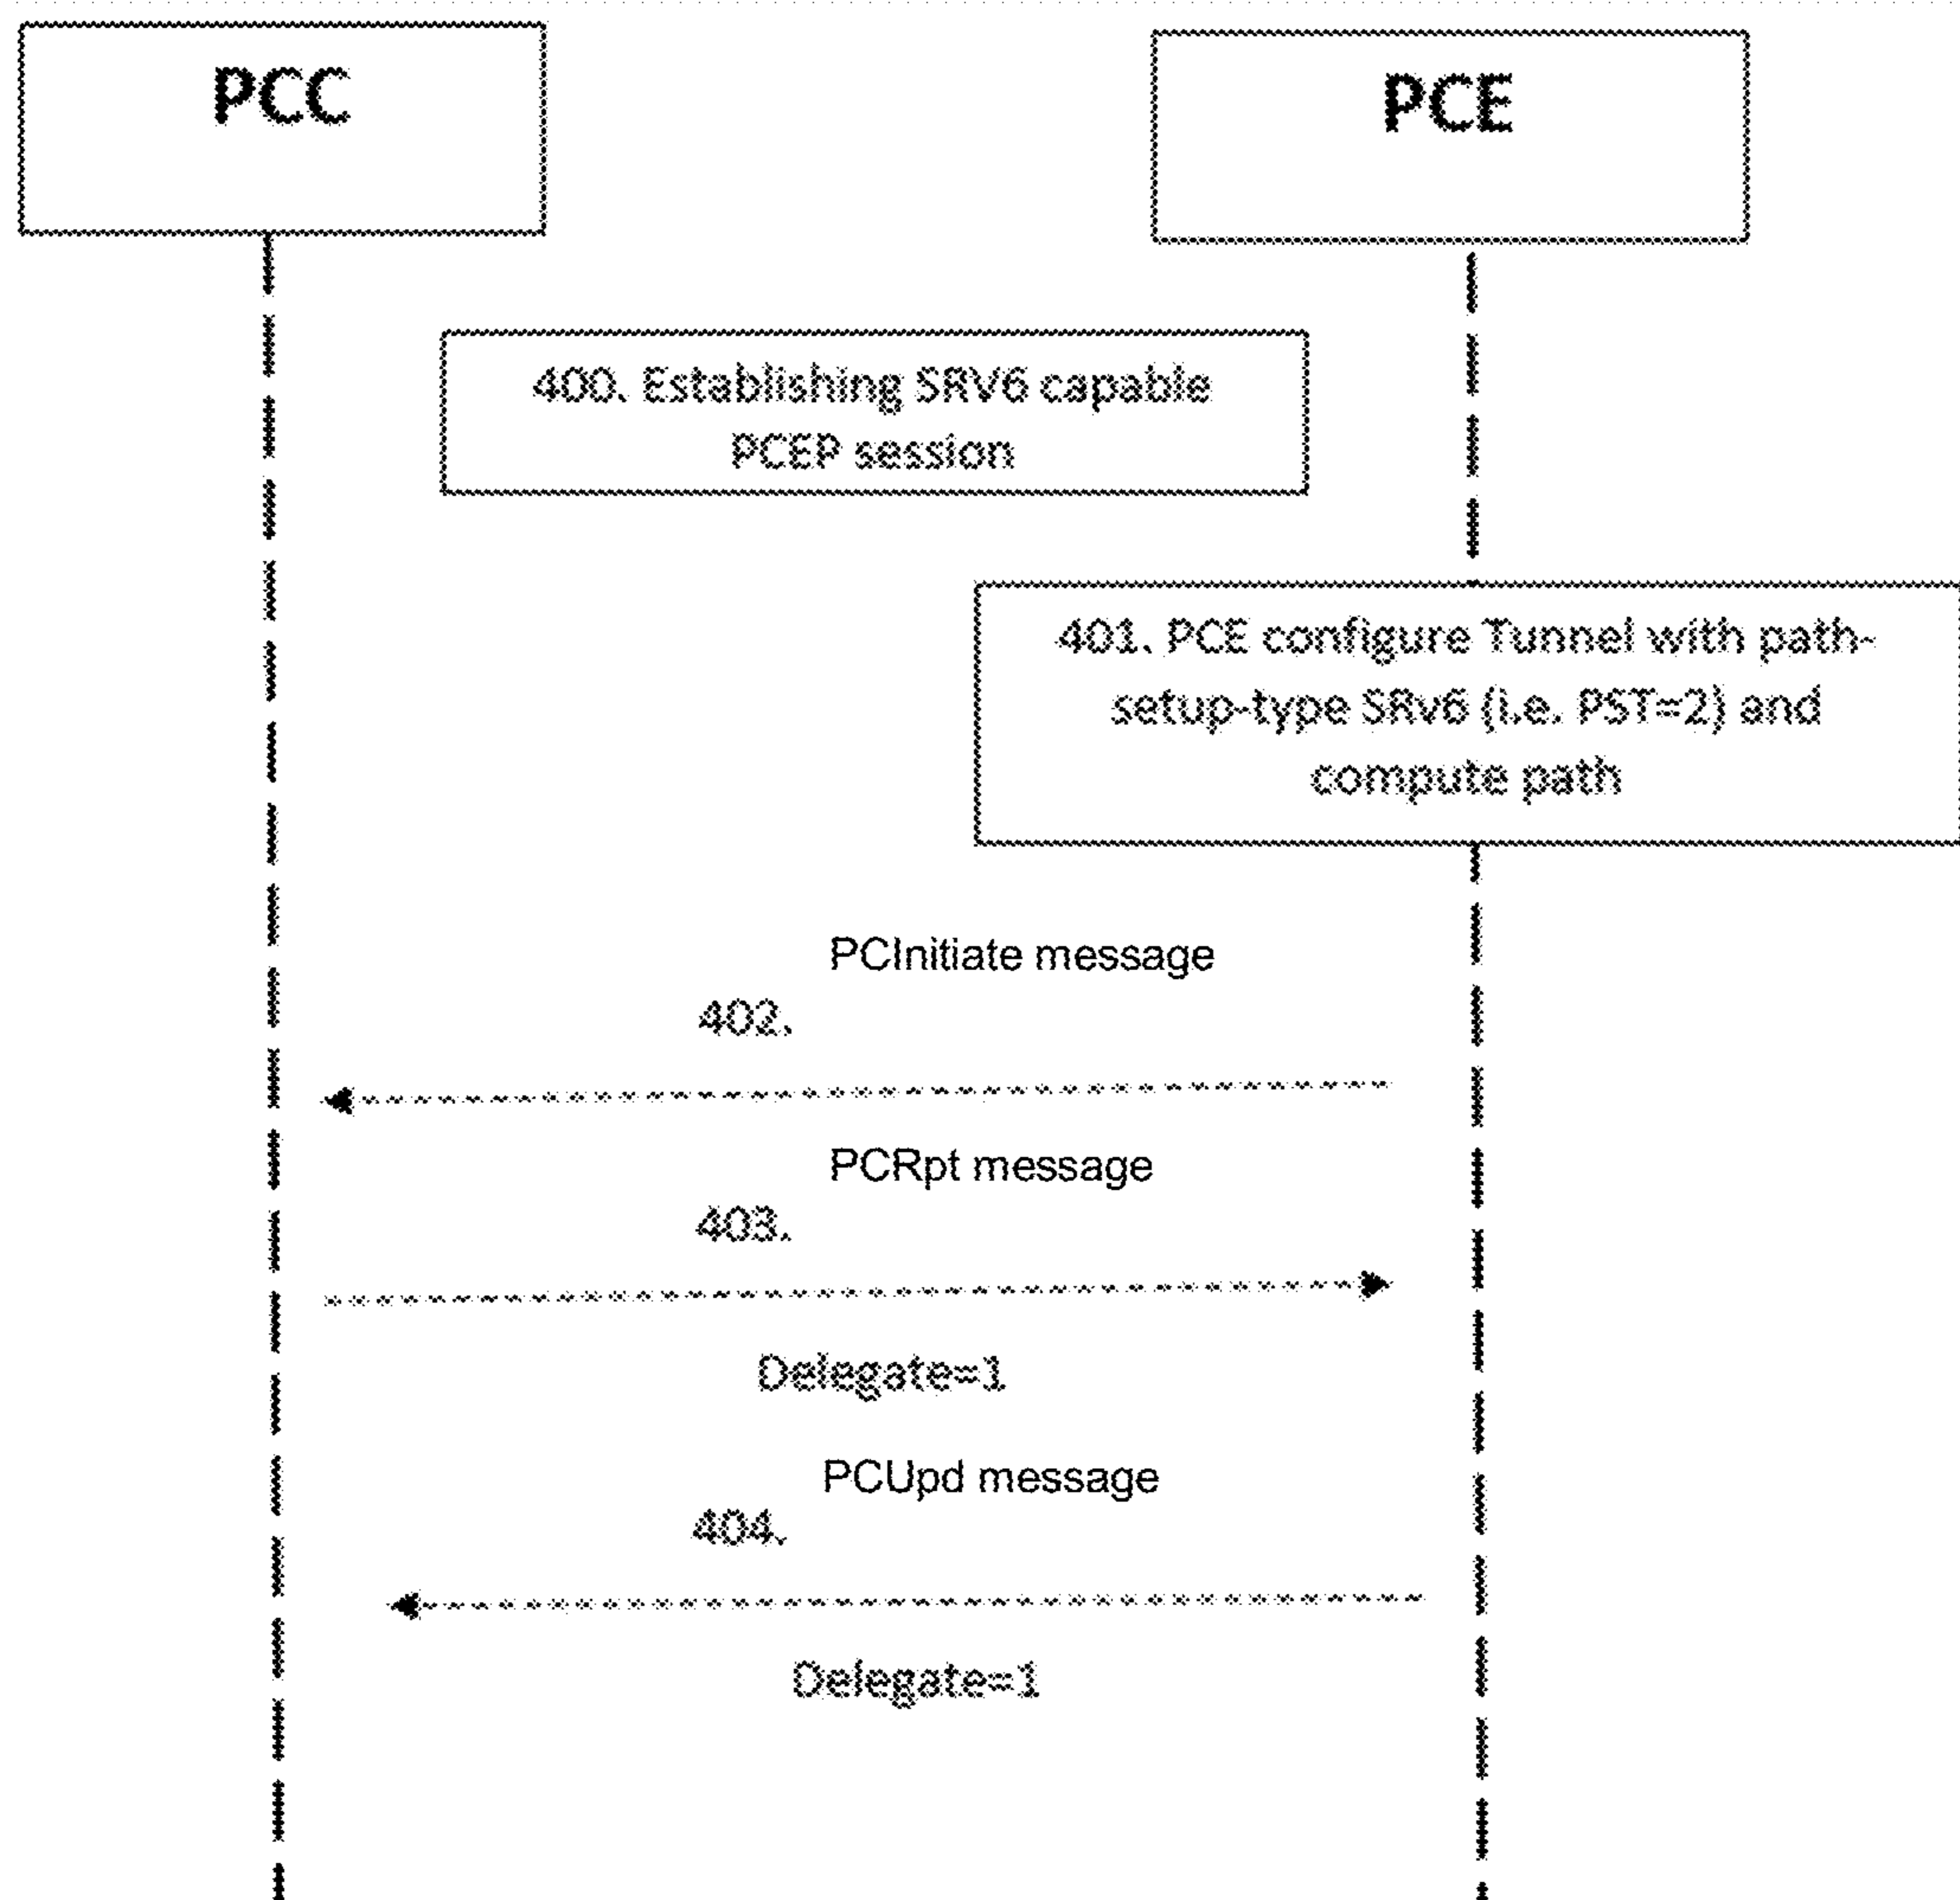 PCC
PCE
400. Establishing SRV6 capable
PCEP session
401. PCE configure Tunnel with path-
setup-type SRv6 (i.e. PST=2) and
compute path
PCInitiate message
402.
PCRpt message
403.
Delegate=1
PCUpd message
404.
Delegate=1